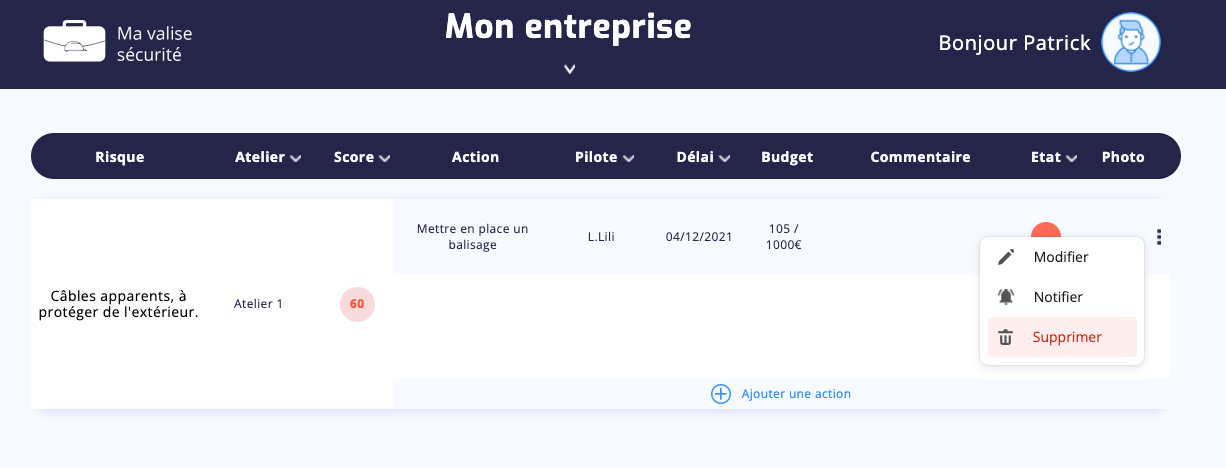 Ma valise
sécurité
Mon entreprise
Bonjour Patrick
Risque Atelier Score Action Pilote Délai Budget Commentaire Etat Photo
Câbles apparents, à
protéger de l'extérieur.
Atelier 1
60
Mettre en place un
balisage
L.Lili
04/12/2021
105 /
1000€
Modifier
Notifier
Supprimer
Ajouter une action